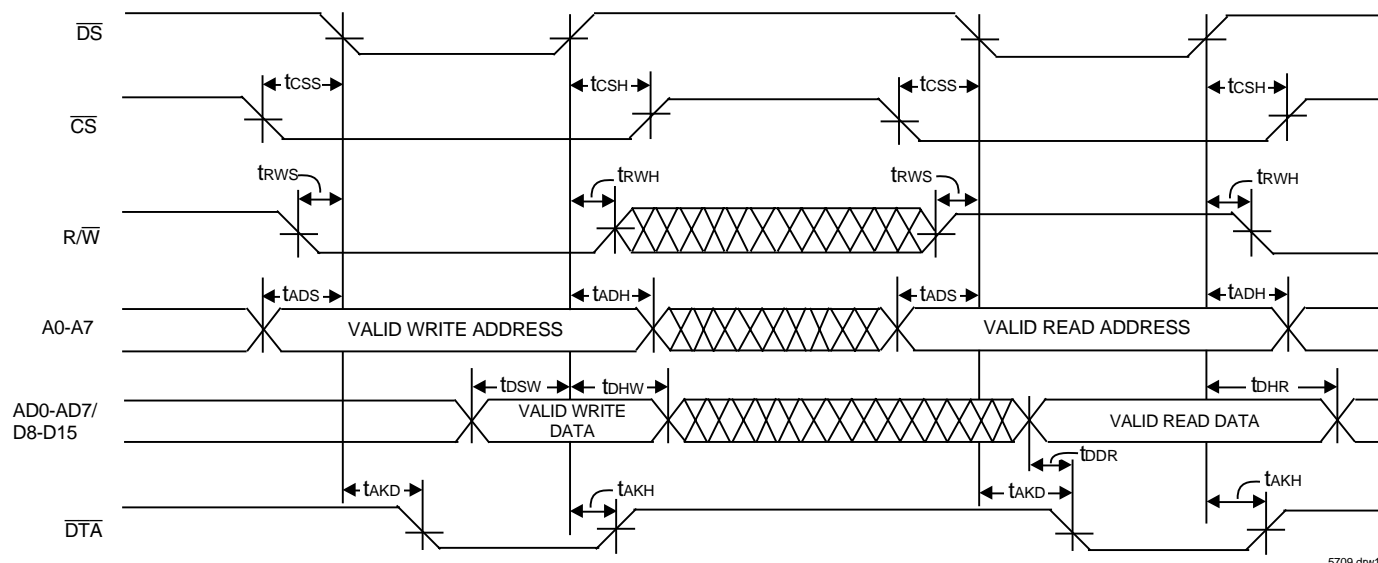 DS
tCSS
tCSH
tCSS
tCSH
CS
tRWS
tRWH
tRWS
tRWH
R/W
tADS
tADH
tADS
tADH
A0-A7
VALID WRITE ADDRESS
VALID READ ADDRESS
tDSW
tDHW
tDHR
AD0-AD7/
D8-D15
VALID WRITE
DATA
VALID READ DATA
tDDR
tAKD
tAKH
tAKD
tAKH
DTA
5709 drw1